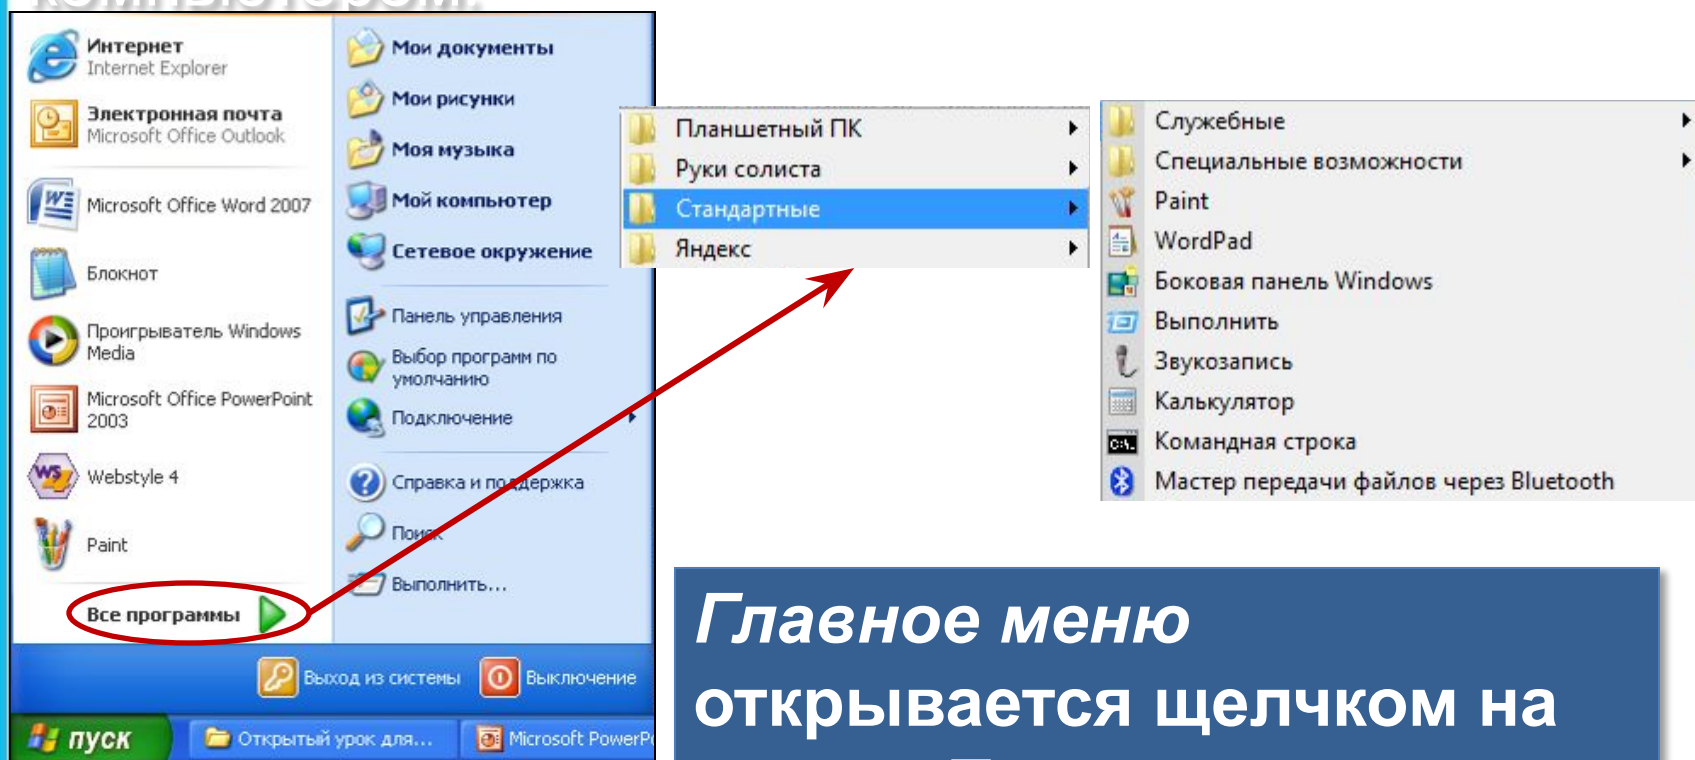 компьютером.
Интернет
Internet Explorer
Электронная почта
Microsoft Office Outlook
Microsoft Office Word 2007
Блокнот
Проигрыватель Windows
Media
Microsoft Office PowerPoint
2003
Webstyle 4
Paint
Все программы
Мои документы
Мои рисунки
Моя музыка
Мой компьютер
Сетевое окружение
Панель управления
Выбор программ по
умолчанию
Подключение
Справка и поддержка
Поиск
Выполнить...
Выход из системы
Выключение
пуск
Открытый урок для...
Microsoft PowerP
Планшетный ПК
Руки солиста
Стандартные
Яндекс
Служебные
Специальные возможности
Paint
WordPad
Боковая панель Windows
Выполнить
Звукозапись
Калькулятор
Командная строка
Мастер передачи файлов через Bluetooth
Главное меню
открывается щелчком на